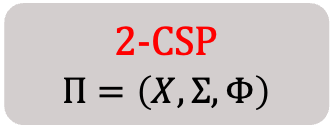 2-CSP
Π = (X, Σ, Φ)